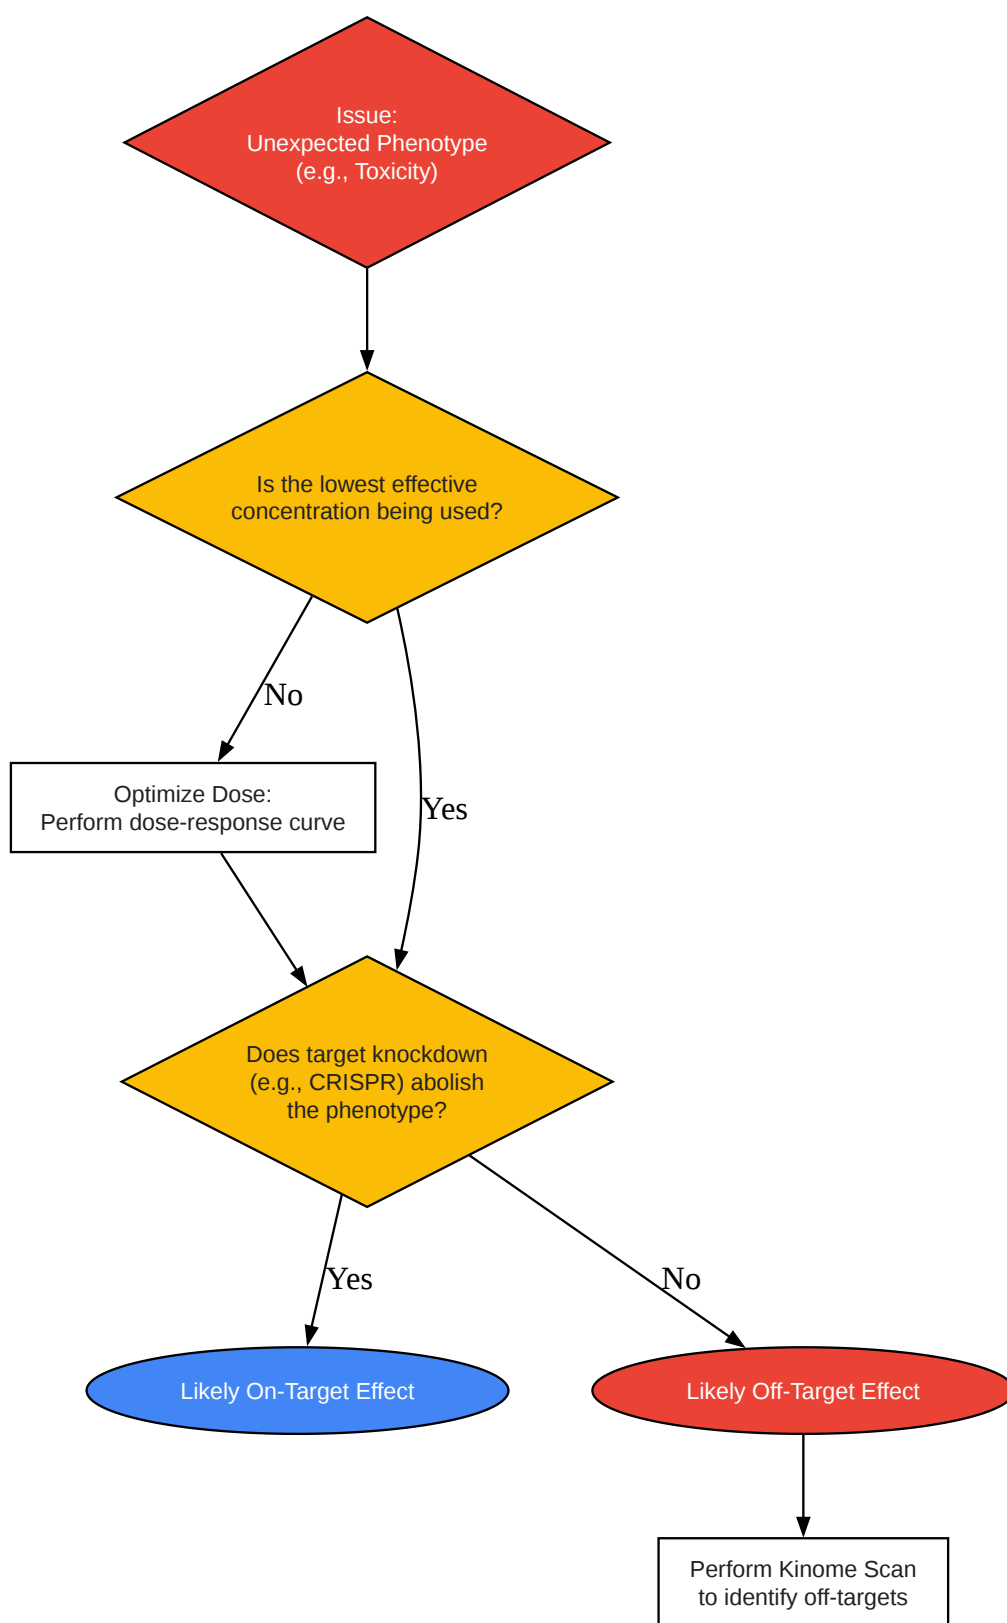 Issue:
Unexpected Phenotype
(e.g., Toxicity)
Is the lowest effective
concentration being used?
No
Optimize Dose:
Perform dose-response curve
Yes
Does target knockdown
(e.g., CRISPR) abolish
the phenotype?
Yes
No
Likely On-Target Effect
Likely Off-Target Effect
Perform Kinome Scan
to identify off-targets